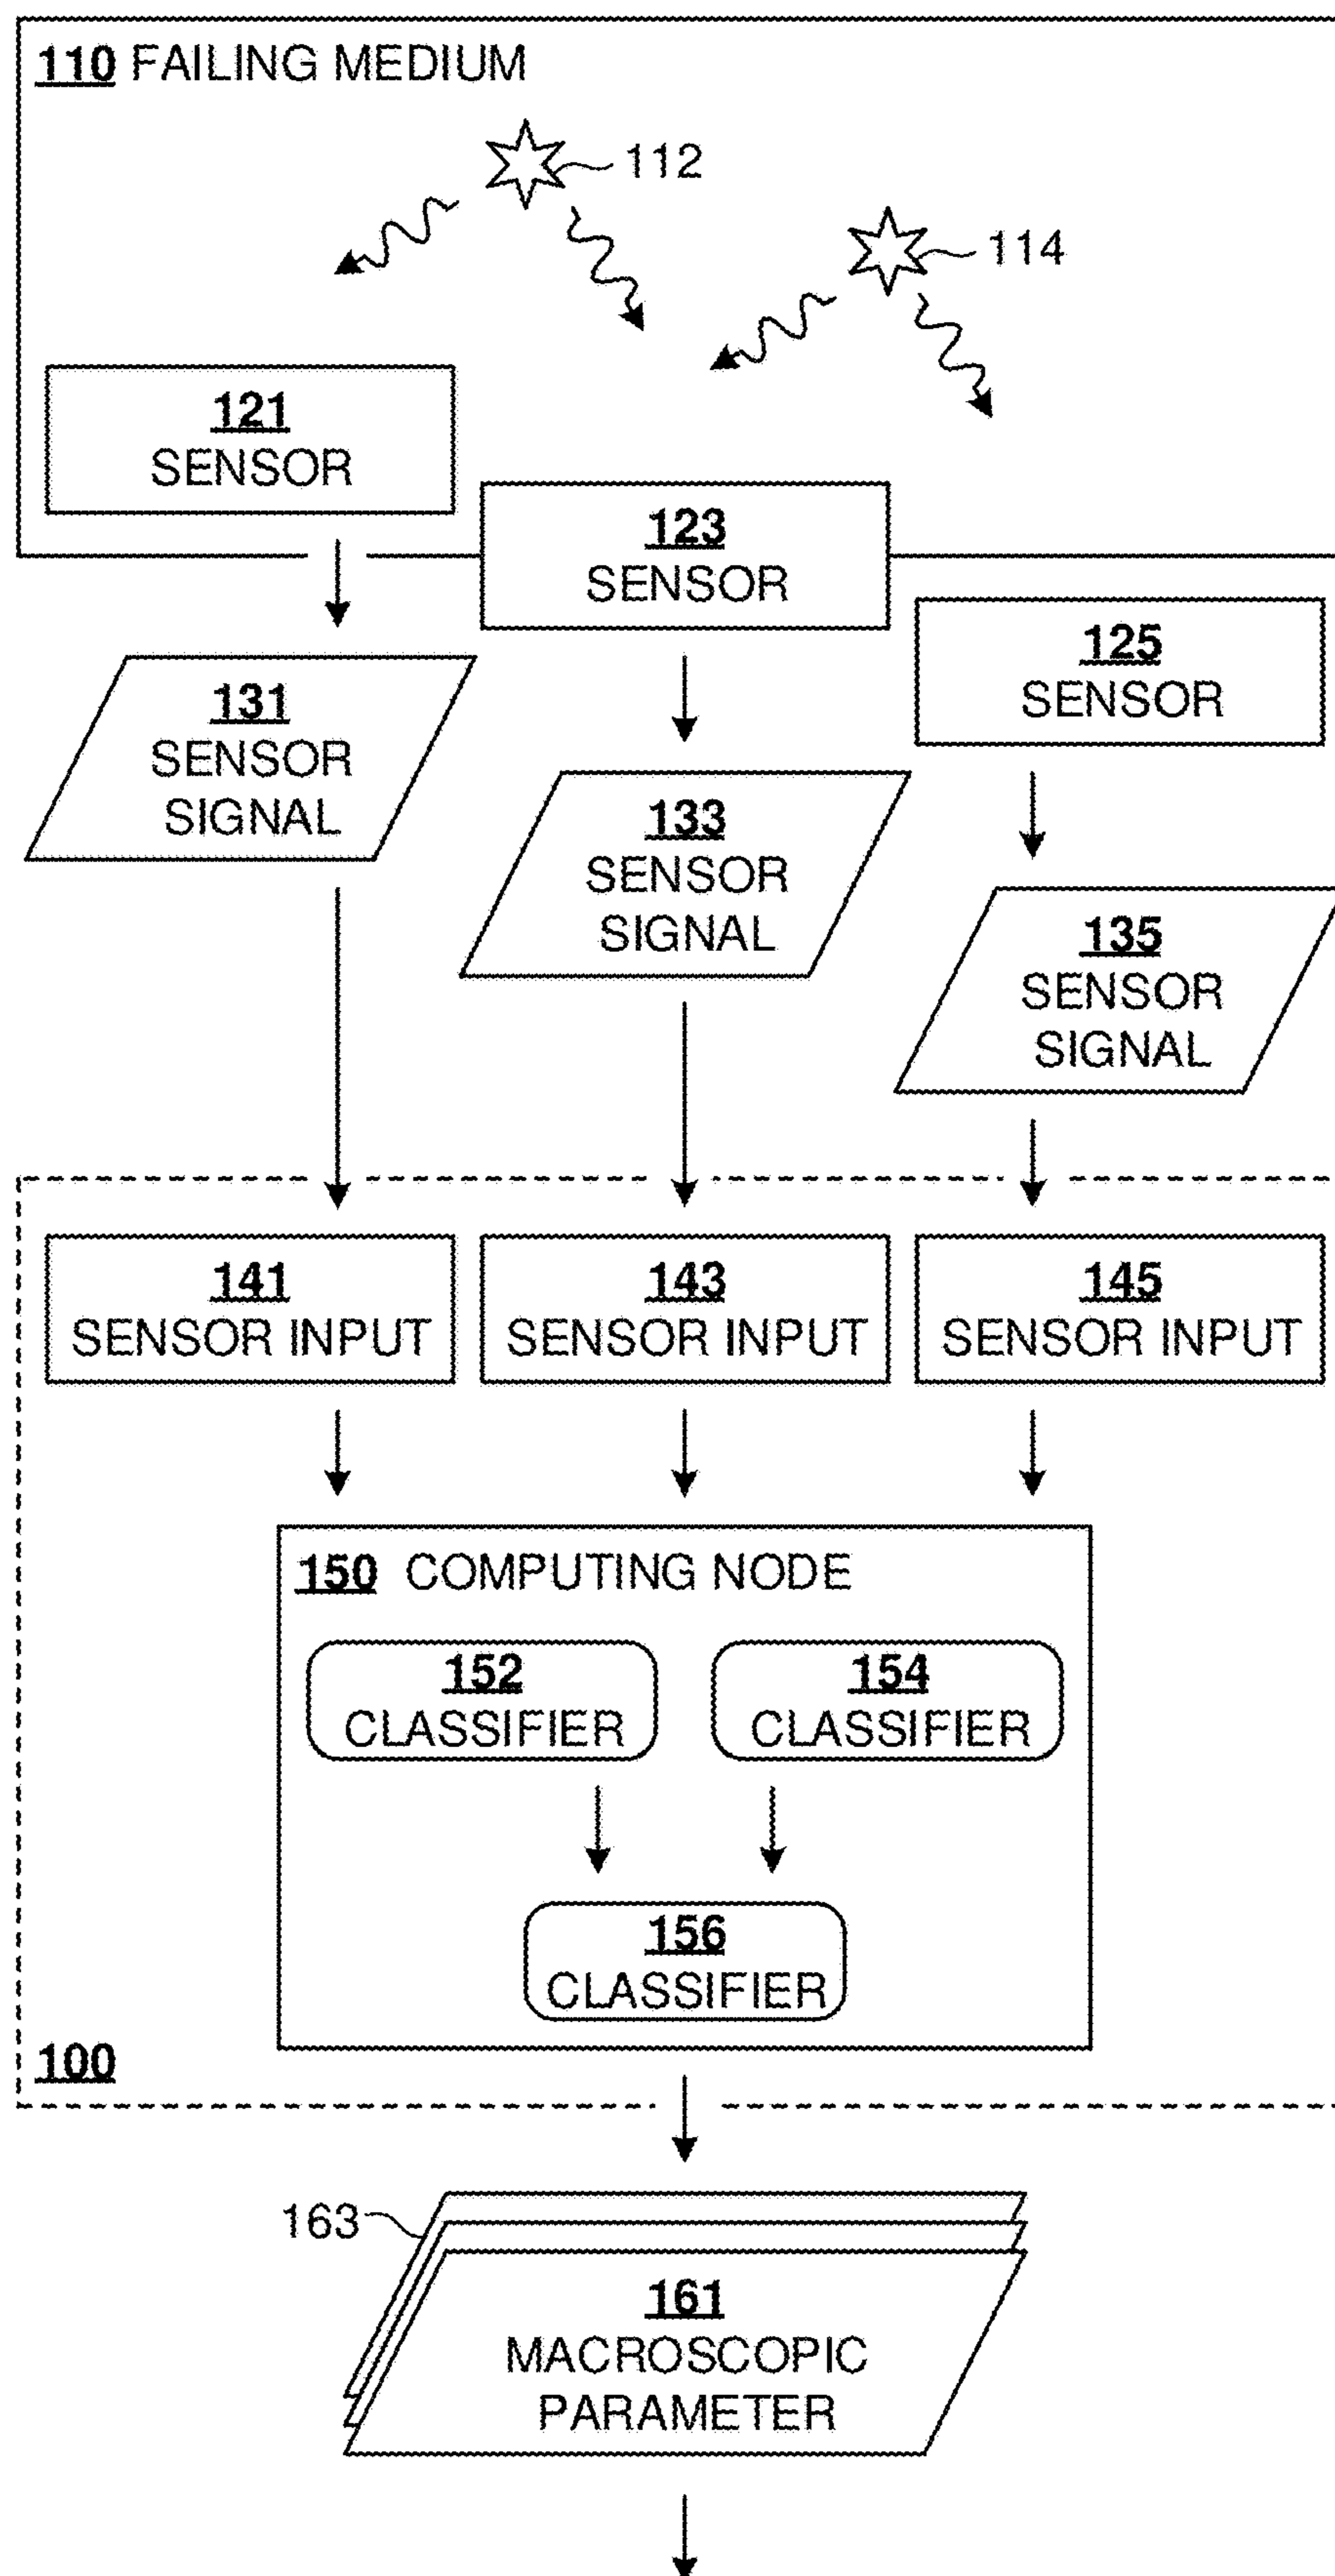 110 FAILING MEDIUM
112
114
121
SENSOR
123
SENSOR
125
SENSOR
131
SENSOR
SIGNAL
133
SENSOR
SIGNAL
135
SENSOR
SIGNAL
141
SENSOR INPUT
143
SENSOR INPUT
145
SENSOR INPUT
150 COMPUTING NODE
152
CLASSIFIER
154
CLASSIFIER
156
CLASSIFIER
100
163
161
MACROSCOPIC
PARAMETER